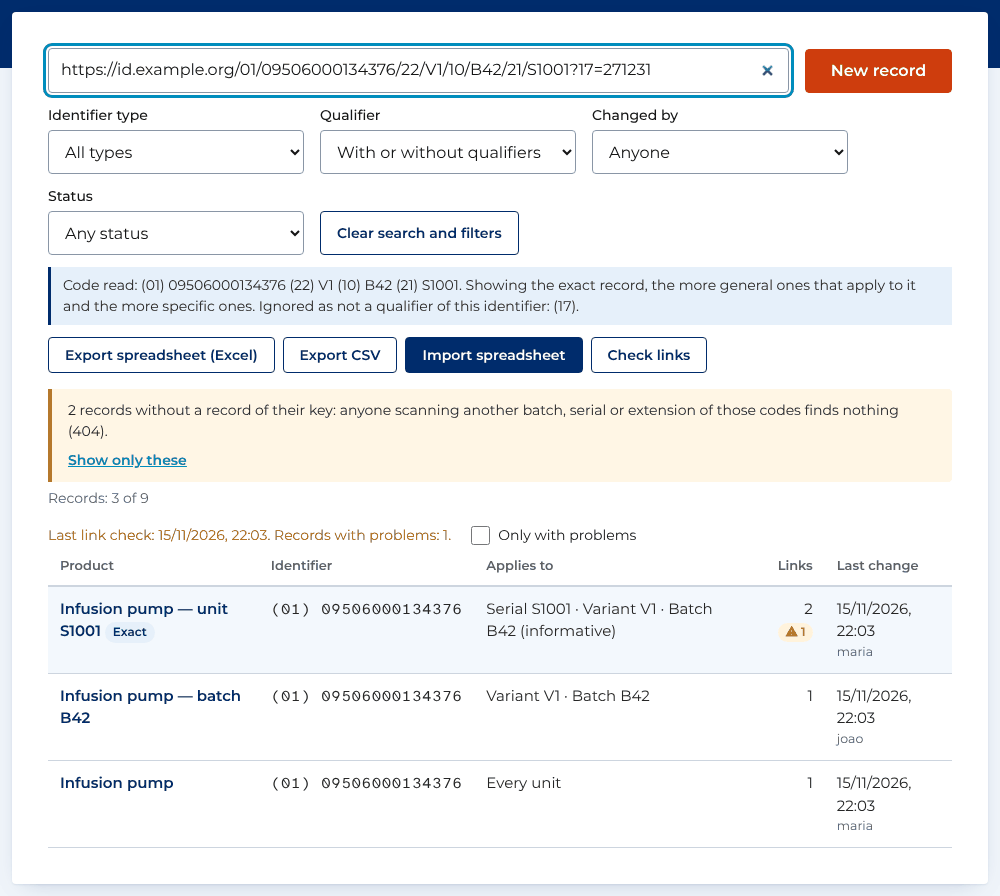 https://id.example.org/01/09506000134376/22/V1/10/B42/21/S1001?17=271231
New record
Identifier type
Qualifier
Changed by
All types
With or without qualifiers
Anyone
Status
Any status
Clear search and filters
Code read: (01) 09506000134376 (22) V1 (10) B42 (21) S1001. Showing the exact record, the more general ones that apply to it
and the more specific ones. Ignored as not a qualifier of this identifier: (17).
Export spreadsheet (Excel)
Export CSV
Import spreadsheet
Check links
2 records without a record of their key: anyone scanning another batch, serial or extension of those codes finds nothing
(404).
Show only these
Records: 3 of 9
Last link check: 15/11/2026, 22:03. Records with problems: 1.
Only with problems
Product Identifier Applies to Links Last change
Infusion pump — unit (01) 09506000134376 Serial S1001 · Variant V1 · Batch 2 15/11/2026,
S1001 Exact B42 (informative) ⚠ 1 22:03
maria
Infusion pump — batch (01) 09506000134376 Variant V1 · Batch B42 1 15/11/2026,
B42 22:03
joao
Infusion pump (01) 09506000134376 Every unit 1 15/11/2026,
22:03
maria